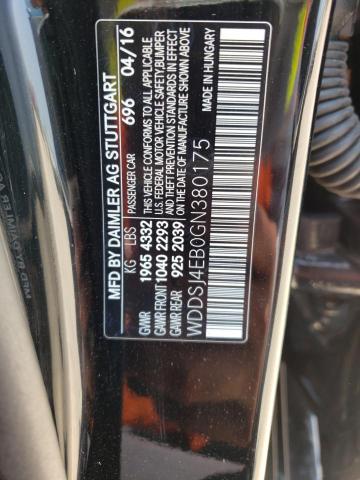 MFD BY DAIMLER AG STUTTGART
PASSENGER CAR 696 04/16
KG LBS
GVWR 1965 4332 THIS VEHICLE CONFORMS TO ALL APPLICABLE
GAWR FRONT 1040 2293 U.S. FEDERAL MOTOR VEHICLE SAFETY, BUMPER
GAWR REAR 925 2039 AND THEFT PREVENTION STANDARDS IN EFFECT
ON THE DATE OF MANUFACTURE SHOWN ABOVE
WDDSJ4EB0GN380175 MADE IN HUNGARY